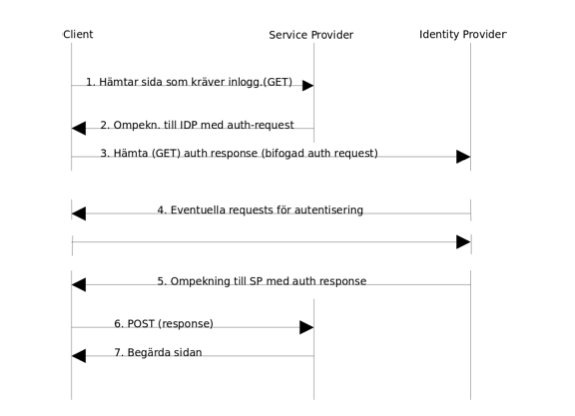 Client Service Provider Identity Provider
1. Hämtar sida som kräver inlogg.(GET)
2. Ompekn. till IDP med auth-request
3. Hämta (GET) auth response (bifogad auth request)
4. Eventuella requests för autentisering
5. Ompekning till SP med auth response
6. POST (response)
7. Begärda sidan